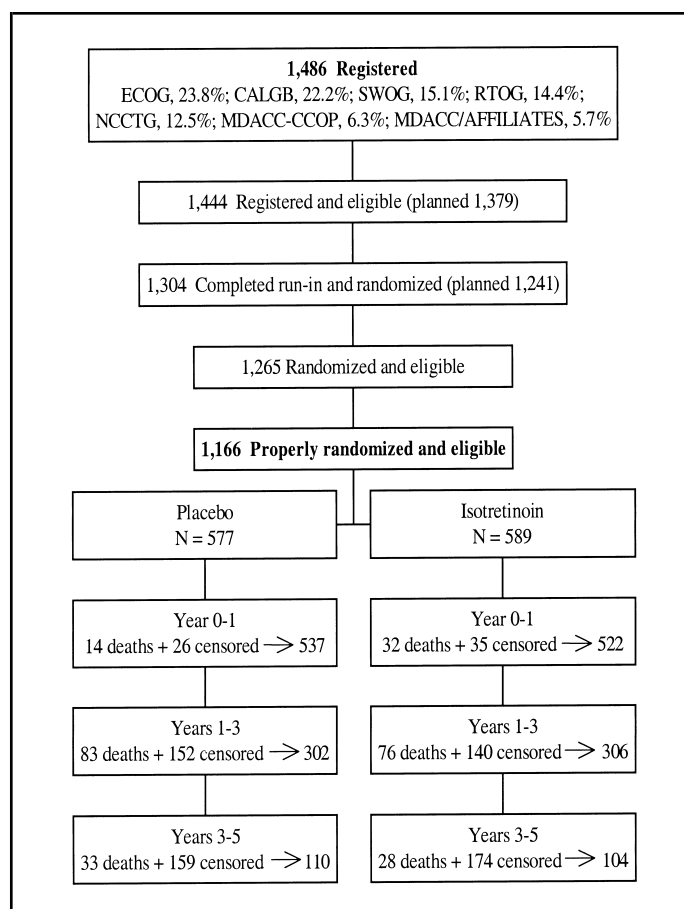 1,486 Registered
ECOG, 23.8%; CALGB, 22.2%; SWOG, 15.1%; RTOG, 14.4%;
NCCTG, 12.5%; MDACC-CCOP, 6.3%; MDACC/AFFILIATES, 5.7%
1,444 Registered and eligible (planned 1,379)
1,304 Completed run-in and randomized (planned 1,241)
1,265 Randomized and eligible
1,166 Properly randomized and eligible
Placebo
N = 577
Isotretinoin
N = 589
Year 0-1
14 deaths + 26 censored → 537
Year 0-1
32 deaths + 35 censored → 522
Years 1-3
83 deaths + 152 censored → 302
Years 1-3
76 deaths + 140 censored → 306
Years 3-5
33 deaths + 159 censored → 110
Years 3-5
28 deaths + 174 censored → 104